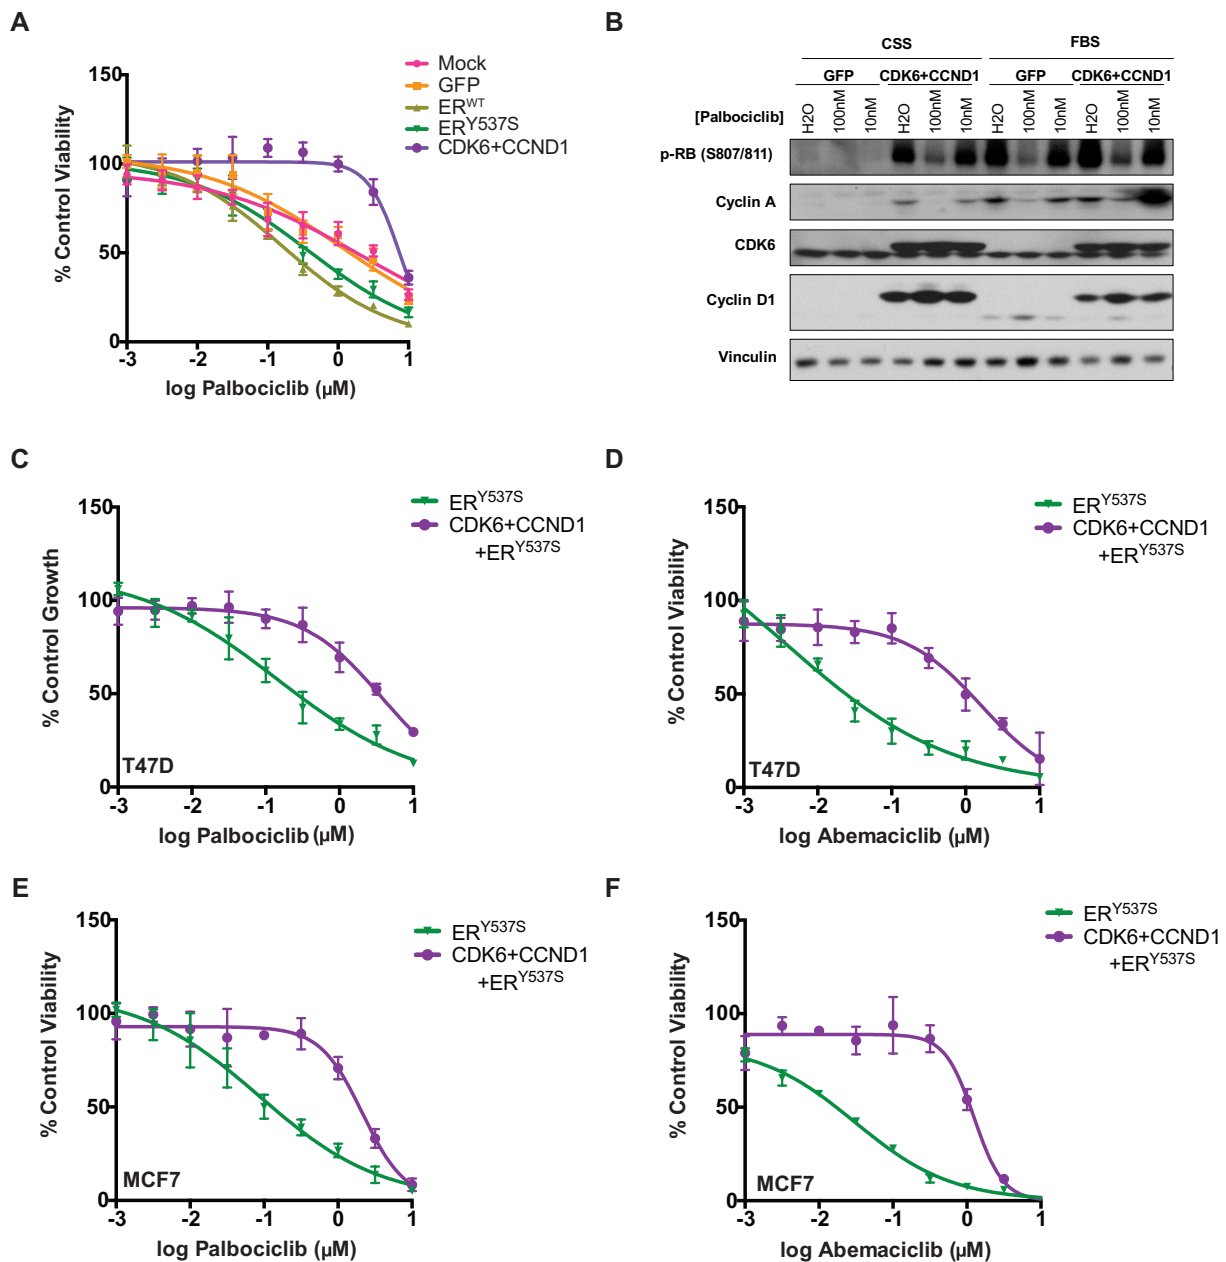 A
150
100
50
0
-3
-2
-1
0
1
% Control Viability
log Palbociclib (µM)
Mock
GFP
ER^WT
ER^Y537S
CDK6+CCND1
B
CSS
FBS
GFP
CDK6+CCND1
GFP
CDK6+CCND1
[Palbociclib]
H2O
100nM
10nM
H2O
100nM
10nM
H2O
100nM
10nM
H2O
100nM
10nM
p-RB (S807/811)
Cyclin A
CDK6
Cyclin D1
Vinculin
C
150
100
50
0
-3
-2
-1
0
1
% Control Growth
log Palbociclib (µM)
T47D
ER^Y537S
CDK6+CCND1
+ER^Y537S
D
150
100
50
0
-3
-2
-1
0
1
% Control Viability
log Abemaciclib (µM)
T47D
ER^Y537S
CDK6+CCND1
+ER^Y537S
E
150
100
50
0
-3
-2
-1
0
1
% Control Viability
log Palbociclib (µM)
MCF7
ER^Y537S
CDK6+CCND1
+ER^Y537S
F
150
100
50
0
-3
-2
-1
0
1
% Control Viability
log Abemaciclib (µM)
MCF7
ER^Y537S
CDK6+CCND1
+ER^Y537S